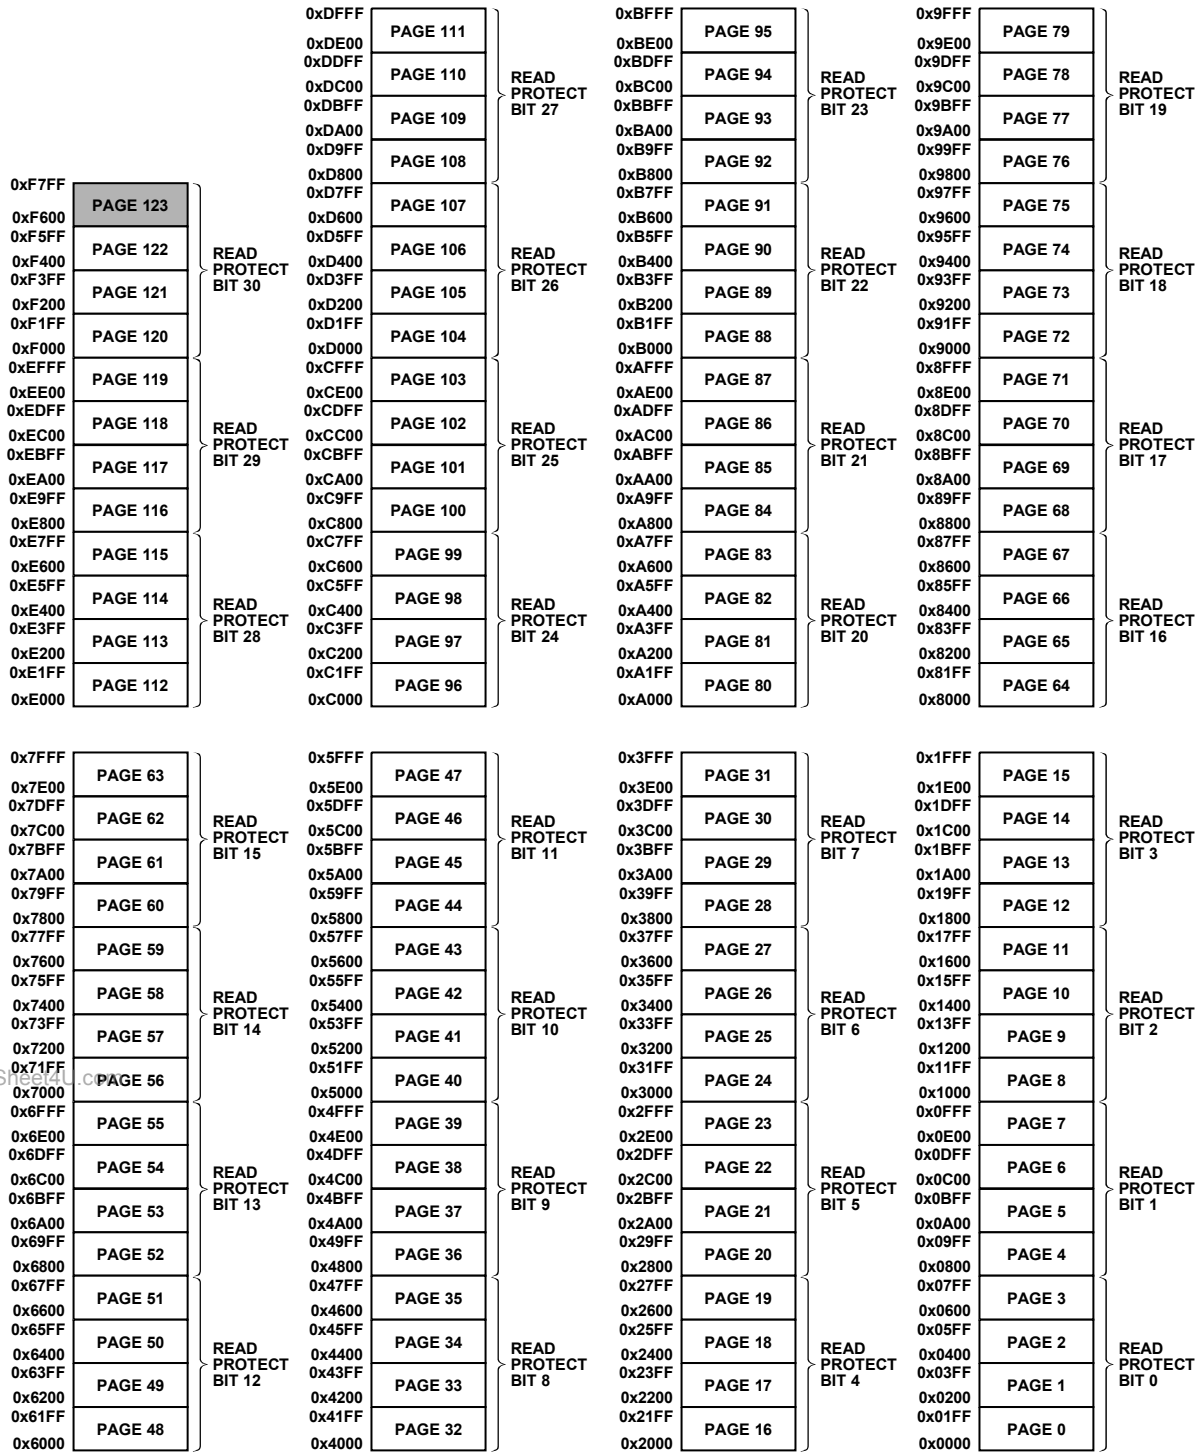 0xDFFF
PAGE 111
0xDE00
0xDDFF
PAGE 110
0xDC00
0xDBFF
PAGE 109
0xDA00
0xD9FF
PAGE 108
0xD800
READ
PROTECT
BIT 27
0xD7FF
PAGE 107
0xD600
0xD5FF
PAGE 106
0xD400
0xD3FF
PAGE 105
0xD200
0xD1FF
PAGE 104
0xD000
READ
PROTECT
BIT 26
0xCFFF
PAGE 103
0xCE00
0xCDFF
PAGE 102
0xCC00
0xCBFF
PAGE 101
0xCA00
0xC9FF
PAGE 100
0xC800
READ
PROTECT
BIT 25
0xC7FF
PAGE 99
0xC600
0xC5FF
PAGE 98
0xC400
0xC3FF
PAGE 97
0xC200
0xC1FF
PAGE 96
0xC000
READ
PROTECT
BIT 24
0xBFFF
PAGE 95
0xBE00
0xBDFF
PAGE 94
0xBC00
0xBBFF
PAGE 93
0xBA00
0xB9FF
PAGE 92
0xB800
READ
PROTECT
BIT 23
0xB7FF
PAGE 91
0xB600
0xB5FF
PAGE 90
0xB400
0xB3FF
PAGE 89
0xB200
0xB1FF
PAGE 88
0xB000
READ
PROTECT
BIT 22
0xAFFF
PAGE 87
0xAE00
0xADFF
PAGE 86
0xAC00
0xABFF
PAGE 85
0xAA00
0xA9FF
PAGE 84
0xA800
READ
PROTECT
BIT 21
0xA7FF
PAGE 83
0xA600
0xA5FF
PAGE 82
0xA400
0xA3FF
PAGE 81
0xA200
0xA1FF
PAGE 80
0xA000
READ
PROTECT
BIT 20
0x9FFF
PAGE 79
0x9E00
0x9DFF
PAGE 78
0x9C00
0x9BFF
PAGE 77
0x9A00
0x99FF
PAGE 76
0x9800
READ
PROTECT
BIT 19
0x97FF
PAGE 75
0x9600
0x95FF
PAGE 74
0x9400
0x93FF
PAGE 73
0x9200
0x91FF
PAGE 72
0x9000
READ
PROTECT
BIT 18
0x8FFF
PAGE 71
0x8E00
0x8DFF
PAGE 70
0x8C00
0x8BFF
PAGE 69
0x8A00
0x89FF
PAGE 68
0x8800
READ
PROTECT
BIT 17
0x87FF
PAGE 67
0x8600
0x85FF
PAGE 66
0x8400
0x83FF
PAGE 65
0x8200
0x81FF
PAGE 64
0x8000
READ
PROTECT
BIT 16
0xF7FF
PAGE 123
0xF600
0xF5FF
PAGE 122
0xF400
0xF3FF
PAGE 121
0xF200
0xF1FF
PAGE 120
0xF000
READ
PROTECT
BIT 30
0xEFFF
PAGE 119
0xEE00
0xEDFF
PAGE 118
0xEC00
0xEBFF
PAGE 117
0xEA00
0xE9FF
PAGE 116
0xE800
READ
PROTECT
BIT 29
0xE7FF
PAGE 115
0xE600
0xE5FF
PAGE 114
0xE400
0xE3FF
PAGE 113
0xE200
0xE1FF
PAGE 112
0xE000
READ
PROTECT
BIT 28
0x7FFF
PAGE 63
0x7E00
0x7DFF
PAGE 62
0x7C00
0x7BFF
PAGE 61
0x7A00
0x79FF
PAGE 60
0x7800
READ
PROTECT
BIT 15
0x77FF
PAGE 59
0x7600
0x75FF
PAGE 58
0x7400
0x73FF
PAGE 57
0x7200
0x71FF
Sheet4U.com
PAGE 56
0x7000
READ
PROTECT
BIT 14
0x6FFF
PAGE 55
0x6E00
0x6DFF
PAGE 54
0x6C00
0x6BFF
PAGE 53
0x6A00
0x69FF
PAGE 52
0x6800
READ
PROTECT
BIT 13
0x67FF
PAGE 51
0x6600
0x65FF
PAGE 50
0x6400
0x63FF
PAGE 49
0x6200
0x61FF
PAGE 48
0x6000
READ
PROTECT
BIT 12
0x5FFF
PAGE 47
0x5E00
0x5DFF
PAGE 46
0x5C00
0x5BFF
PAGE 45
0x5A00
0x59FF
PAGE 44
0x5800
READ
PROTECT
BIT 11
0x57FF
PAGE 43
0x5600
0x55FF
PAGE 42
0x5400
0x53FF
PAGE 41
0x5200
0x51FF
PAGE 40
0x5000
READ
PROTECT
BIT 10
0x4FFF
PAGE 39
0x4E00
0x4DFF
PAGE 38
0x4C00
0x4BFF
PAGE 37
0x4A00
0x49FF
PAGE 36
0x4800
READ
PROTECT
BIT 9
0x47FF
PAGE 35
0x4600
0x45FF
PAGE 34
0x4400
0x43FF
PAGE 33
0x4200
0x41FF
PAGE 32
0x4000
READ
PROTECT
BIT 8
0x3FFF
PAGE 31
0x3E00
0x3DFF
PAGE 30
0x3C00
0x3BFF
PAGE 29
0x3A00
0x39FF
PAGE 28
0x3800
READ
PROTECT
BIT 7
0x37FF
PAGE 27
0x3600
0x35FF
PAGE 26
0x3400
0x33FF
PAGE 25
0x3200
0x31FF
PAGE 24
0x3000
READ
PROTECT
BIT 6
0x2FFF
PAGE 23
0x2E00
0x2DFF
PAGE 22
0x2C00
0x2BFF
PAGE 21
0x2A00
0x29FF
PAGE 20
0x2800
READ
PROTECT
BIT 5
0x27FF
PAGE 19
0x2600
0x25FF
PAGE 18
0x2400
0x23FF
PAGE 17
0x2200
0x21FF
PAGE 16
0x2000
READ
PROTECT
BIT 4
0x1FFF
PAGE 15
0x1E00
0x1DFF
PAGE 14
0x1C00
0x1BFF
PAGE 13
0x1A00
0x19FF
PAGE 12
0x1800
READ
PROTECT
BIT 3
0x17FF
PAGE 11
0x1600
0x15FF
PAGE 10
0x1400
0x13FF
PAGE 9
0x1200
0x11FF
PAGE 8
0x1000
READ
PROTECT
BIT 2
0x0FFF
PAGE 7
0x0E00
0x0DFF
PAGE 6
0x0C00
0x0BFF
PAGE 5
0x0A00
0x09FF
PAGE 4
0x0800
READ
PROTECT
BIT 1
0x07FF
PAGE 3
0x0600
0x05FF
PAGE 2
0x0400
0x03FF
PAGE 1
0x0200
0x01FF
PAGE 0
0x0000
READ
PROTECT
BIT 0